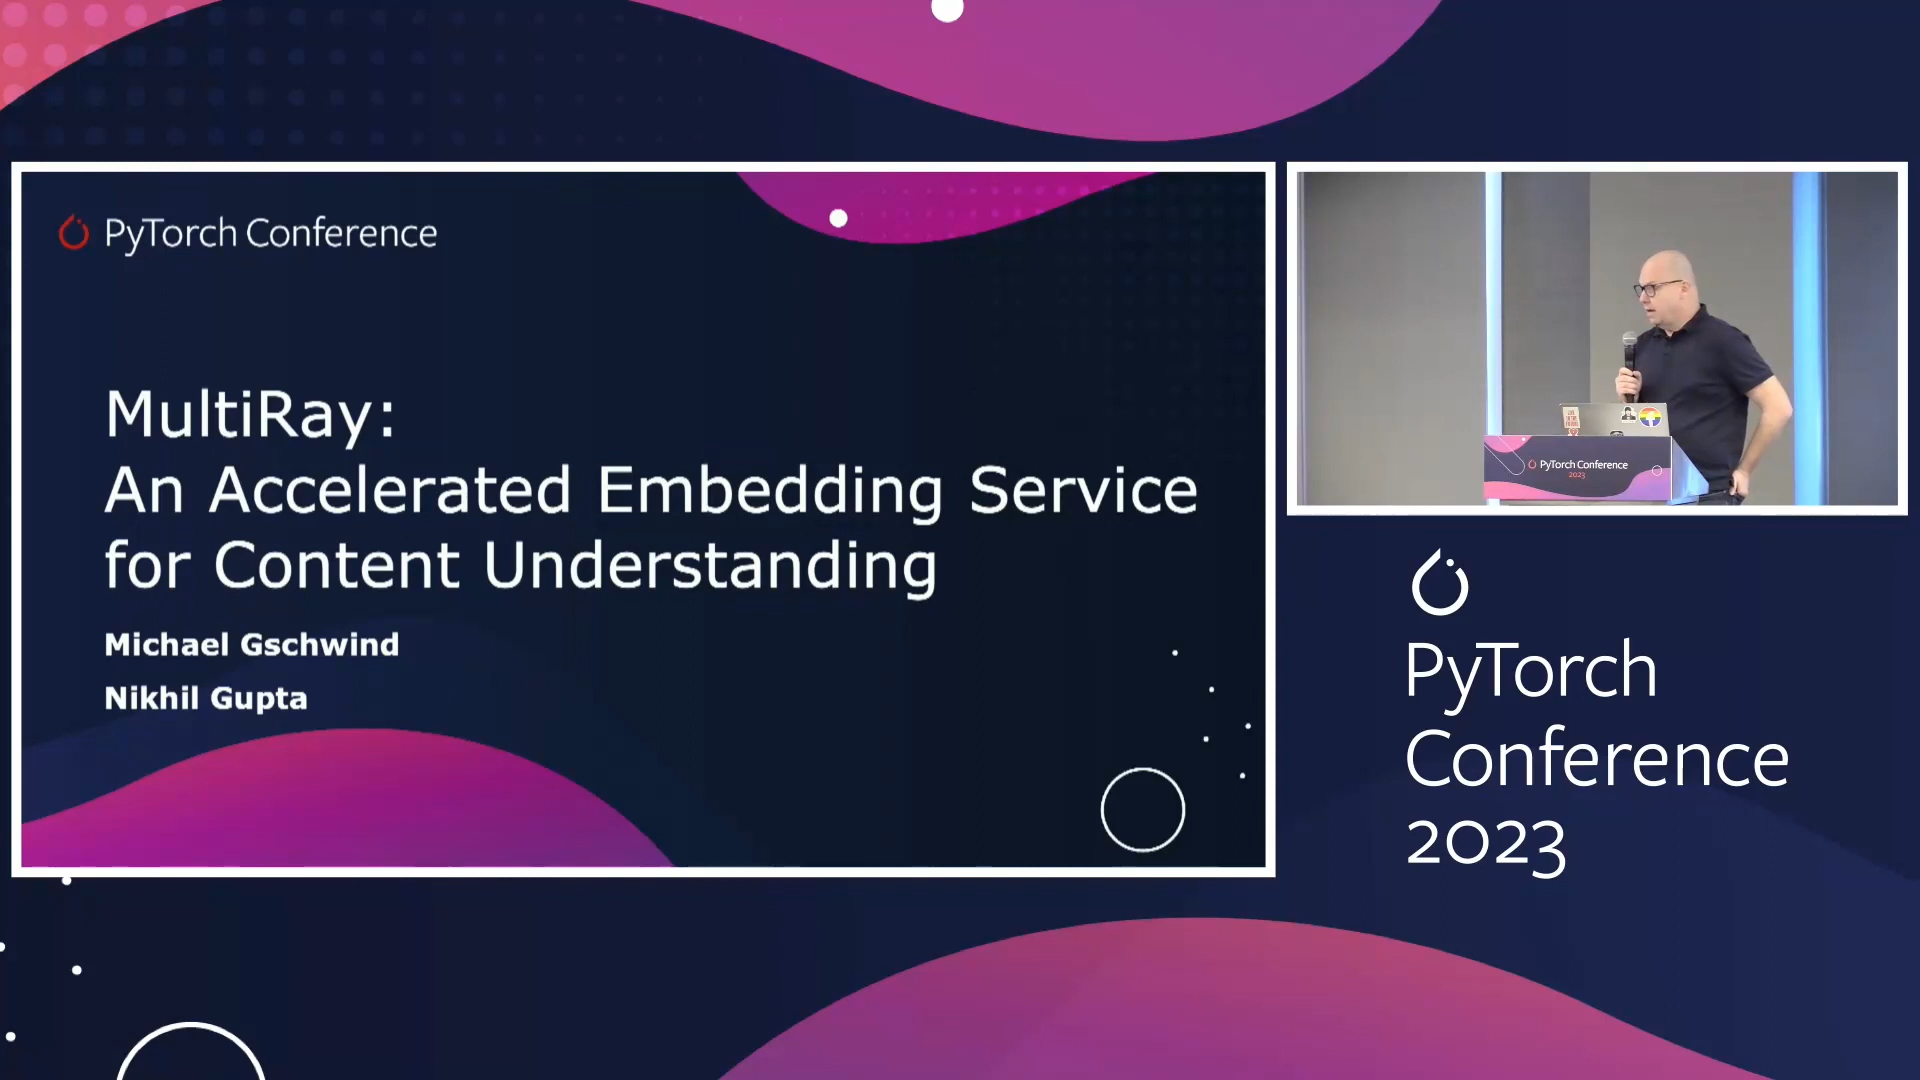 PyTorch Conference
MultiRay:
An Accelerated Embedding Service
for Content Understanding
Michael Gschwind
Nikhil Gupta
PyTorch Conference
2023
PyTorch
Conference
2023